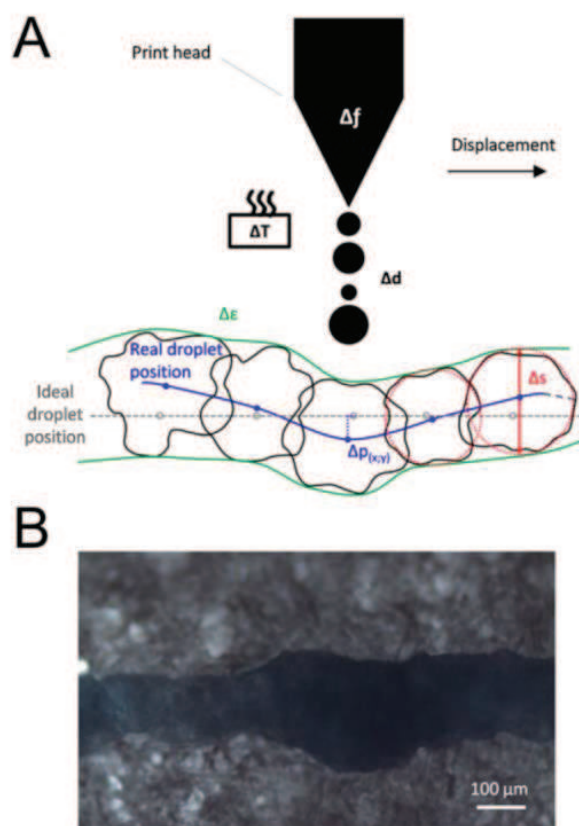 A
Print head
Δf
Displacement
ΔT
Δd
Δε
Real droplet
position
Ideal
droplet
position
Δs
Δp(x;y)
B
100 µm